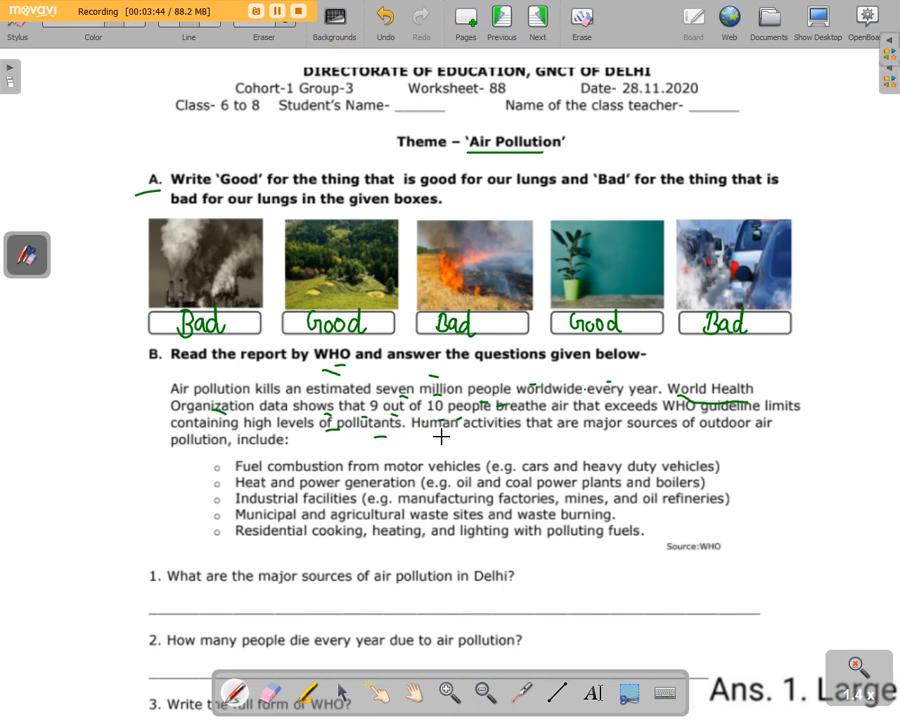 movavi
Recording [00:03:44 / 88.2 MB]
Stylus Color Line Eraser Backgrounds Undo Redo Pages Previous Next Erase Board Web Documents Show Desktop OpenBoa
DIRECTORATE OF EDUCATION, GNCT OF DELHI
Cohort-1 Group-3 Worksheet- 88 Date- 28.11.2020
Class- 6 to 8 Student's Name- ______ Name of the class teacher- ______
Theme – 'Air Pollution'
A. Write 'Good' for the thing that is good for our lungs and 'Bad' for the thing that is
bad for our lungs in the given boxes.
Bad Good Bad Good Bad
B. Read the report by WHO and answer the questions given below-
Air pollution kills an estimated seven million people worldwide every year. World Health
Organization data shows that 9 out of 10 people breathe air that exceeds WHO guideline limits
containing high levels of pollutants. Human activities that are major sources of outdoor air
pollution, include:
o Fuel combustion from motor vehicles (e.g. cars and heavy duty vehicles)
o Heat and power generation (e.g. oil and coal power plants and boilers)
o Industrial facilities (e.g. manufacturing factories, mines, and oil refineries)
o Municipal and agricultural waste sites and waste burning.
o Residential cooking, heating, and lighting with polluting fuels.
Source:WHO
1. What are the major sources of air pollution in Delhi?
2. How many people die every year due to air pollution?
Ans. 1. Large
1.4 x
3. Write the full form of WHO?